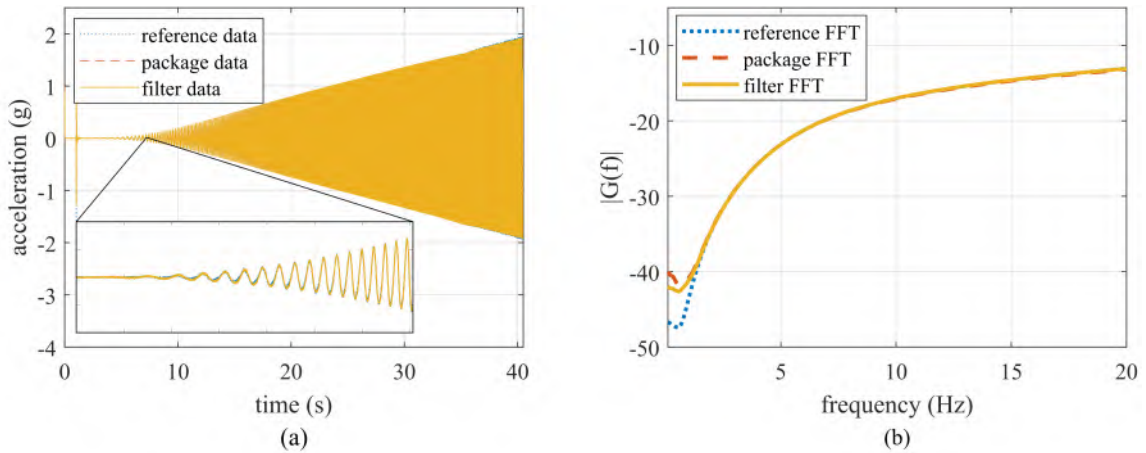 2
1
0
-1
-2
-3
-4
acceleration (g)
reference data
package data
filter data
0
10
20
30
40
time (s)
(a)
-10
-20
-30
-40
-50
|G(f)|
reference FFT
package FFT
filter FFT
5
10
15
20
frequency (Hz)
(b)